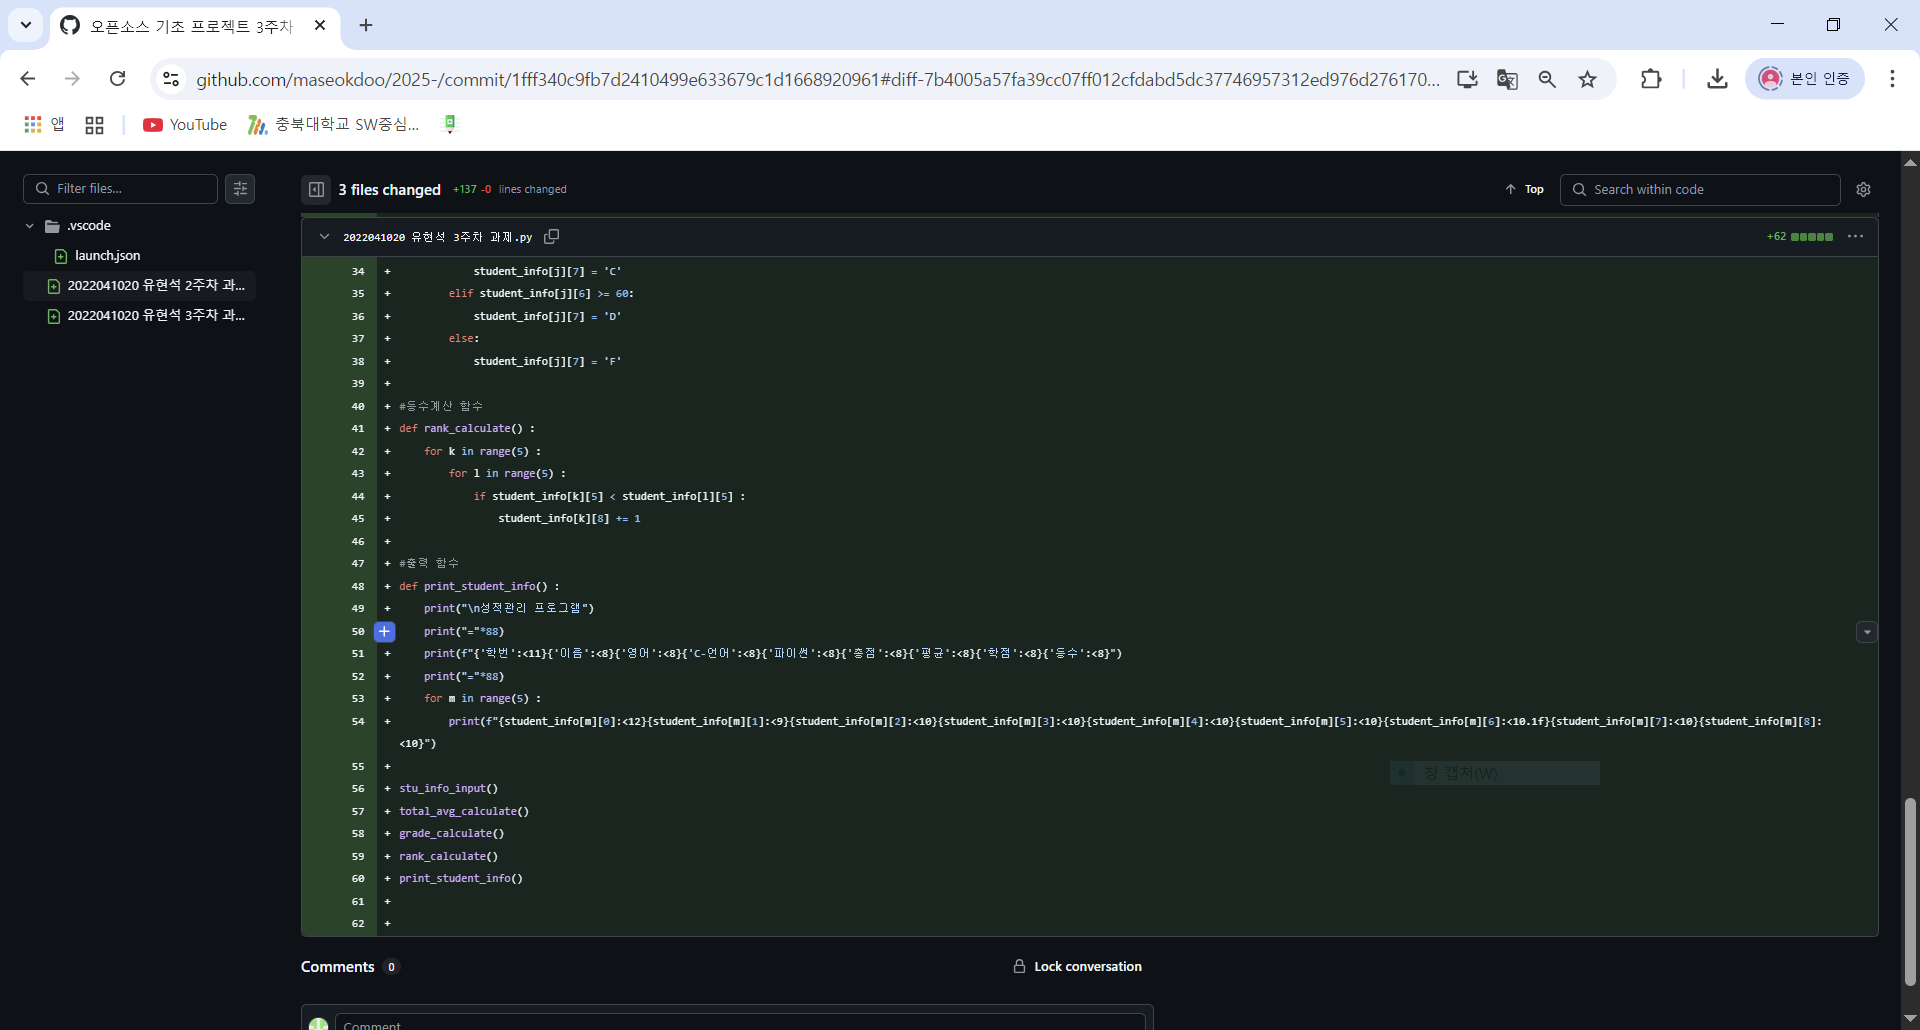 오픈소스 기초 프로젝트 3주차
github.com/maseokdoo/2025-/commit/1fff340c9fb7d2410499e633679c1d1668920961#diff-7b4005a57fa39cc07ff012cfdabd5dc37746957312ed976d276170...
본인 인증
앱
YouTube
충북대학교 SW중심...
Filter files...
3 files changed
+137 -0 lines changed
Top
Search within code
.vscode
launch.json
2022041020 유현석 2주차 과...
2022041020 유현석 3주차 과...
2022041020 유현석 3주차 과제.py
+62
34 + student_info[j][7] = 'C'
35 + elif student_info[j][6] >= 60:
36 + student_info[j][7] = 'D'
37 + else:
38 + student_info[j][7] = 'F'
39 +
40 + #등수계산 함수
41 + def rank_calculate() :
42 + for k in range(5) :
43 + for l in range(5) :
44 + if student_info[k][5] < student_info[l][5] :
45 + student_info[k][8] += 1
46 +
47 + #출력 함수
48 + def print_student_info() :
49 + print("\n성적관리 프로그램")
50 + print("="*88)
51 + print(f"{'학번':<11}{'이름':<8}{'영어':<8}{'C-언어':<8}{'파이썬':<8}{'총점':<8}{'평균':<8}{'학점':<8}{'등수':<8}")
52 + print("="*88)
53 + for m in range(5) :
54 + print(f"{student_info[m][0]:<12}{student_info[m][1]:<9}{student_info[m][2]:<10}{student_info[m][3]:<10}{student_info[m][4]:<10}{student_info[m][5]:<10}{student_info[m][6]:<10.1f}{student_info[m][7]:<10}{student_info[m][8]:
<10}")
55 +
창 캡처(W)
56 + stu_info_input()
57 + total_avg_calculate()
58 + grade_calculate()
59 + rank_calculate()
60 + print_student_info()
61 +
62 +
Comments 0
Lock conversation
Comment